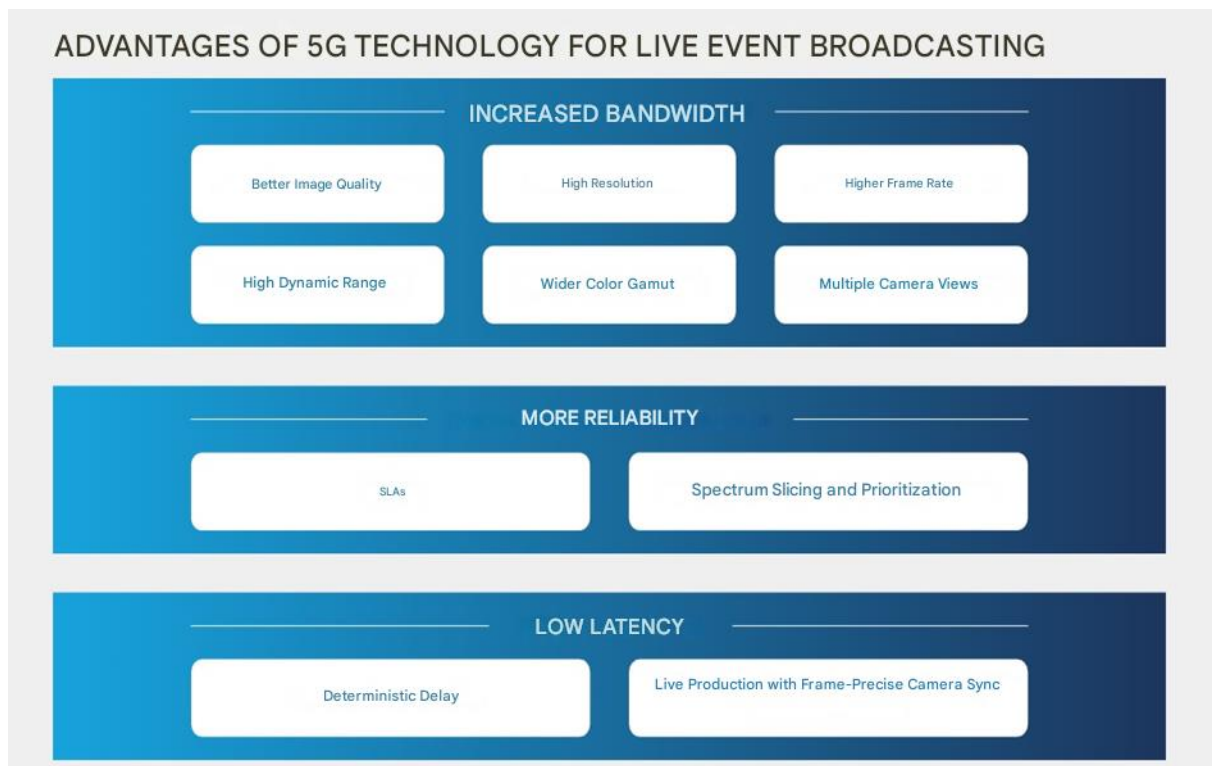 ADVANTAGES OF 5G TECHNOLOGY FOR LIVE EVENT BROADCASTING
INCREASED BANDWIDTH
Better Image Quality
High Resolution
Higher Frame Rate
High Dynamic Range
Wider Color Gamut
Multiple Camera Views
MORE RELIABILITY
SLAs
Spectrum Slicing and Prioritization
LOW LATENCY
Deterministic Delay
Live Production with Frame-Precise Camera Sync